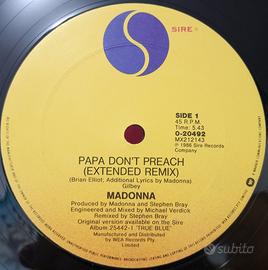 SIRE®
SIDE 1
45 R.P.M.
Time: 5:43
0-20492
MX212143
℗ 1986 Sire Records
Company
PAPA DON'T PREACH
(EXTENDED REMIX)
(Brian Elliot; Additional Lyrics by Madonna)
Gilbey
MADONNA
Produced by Madonna and Stephen Bray
Engineered and Mixed by Michael Verdick
Remixed by Stephen Bray
Original version available on the Sire
Album 25442-1 'TRUE BLUE'
Manufactured and Distributed
by WEA Records Pty.
Limited
subito